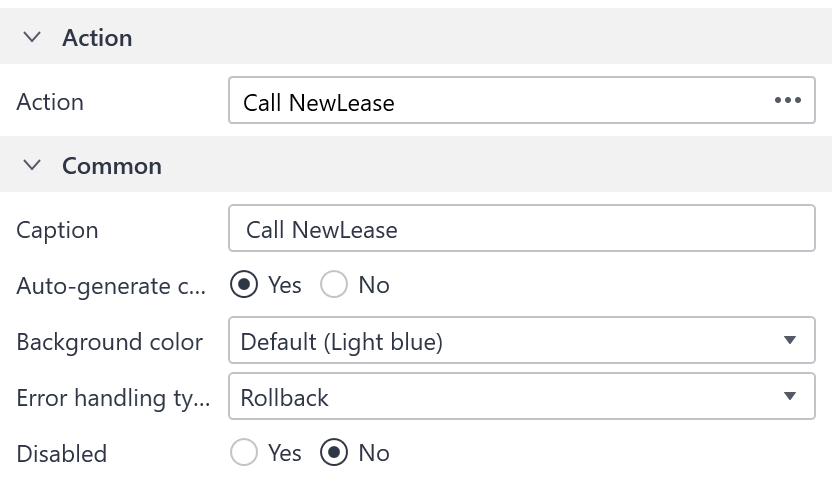 Action
Action Call NewLease •••
Common
Caption Call NewLease
Auto-generate c... Yes No
Background color Default (Light blue)
Error handling ty... Rollback
Disabled Yes No